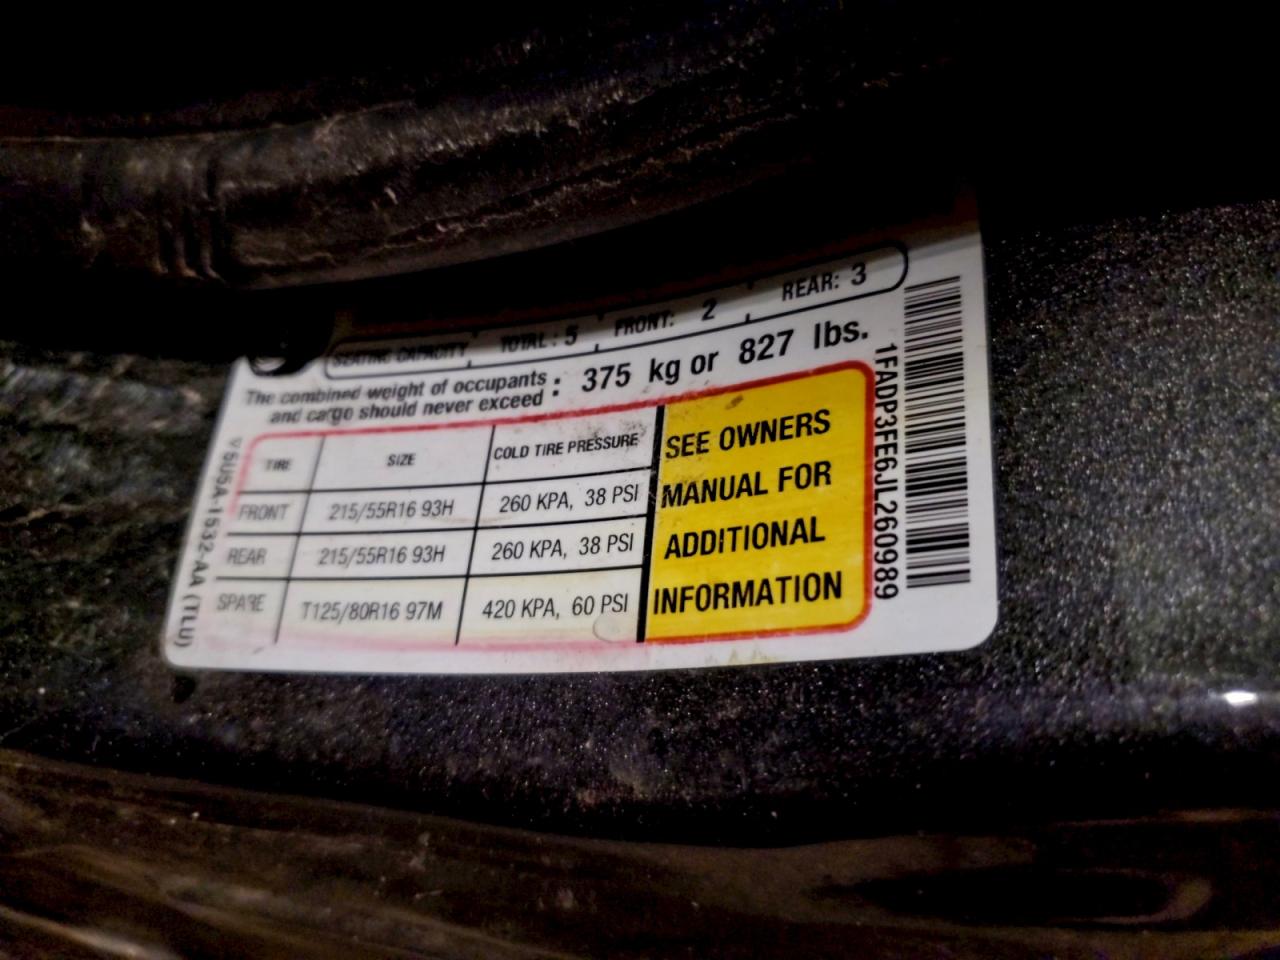 SEATING CAPACITY TOTAL : 5 FRONT: 2 REAR: 3
The combined weight of occupants
and cargo should never exceed : 375 kg or 827 lbs.
TIRE SIZE COLD TIRE PRESSURE
FRONT 215/55R16 93H 260 KPA, 38 PSI
REAR 215/55R16 93H 260 KPA, 38 PSI
SPARE T125/80R16 97M 420 KPA, 60 PSI
SEE OWNERS
MANUAL FOR
ADDITIONAL
INFORMATION
1FADP3FE6JL260989
V5USA-1532-AA (TLU)